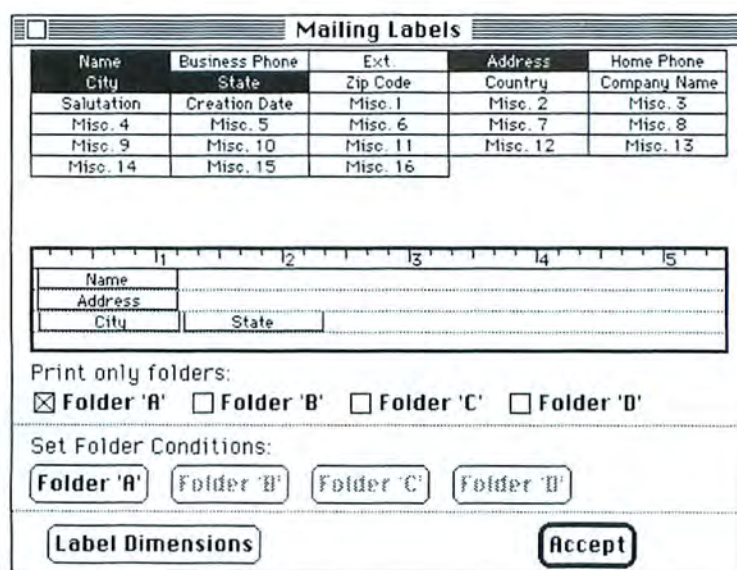 Mailing Labels
Name Business Phone Ext. Address Home Phone
City State Zip Code Country Company Name
Salutation Creation Date Misc.1 Misc. 2 Misc. 3
Misc. 4 Misc. 5 Misc. 6 Misc. 7 Misc. 8
Misc. 9 Misc. 10 Misc. 11 Misc. 12 Misc. 13
Misc. 14 Misc. 15 Misc. 16
1 2 3 4 5
Name
Address
City State
Print only folders:
Folder 'A' Folder 'B' Folder 'C' Folder 'D'
Set Folder Conditions:
Folder 'A' Folder 'B' Folder 'C' Folder 'D'
Label Dimensions Accept